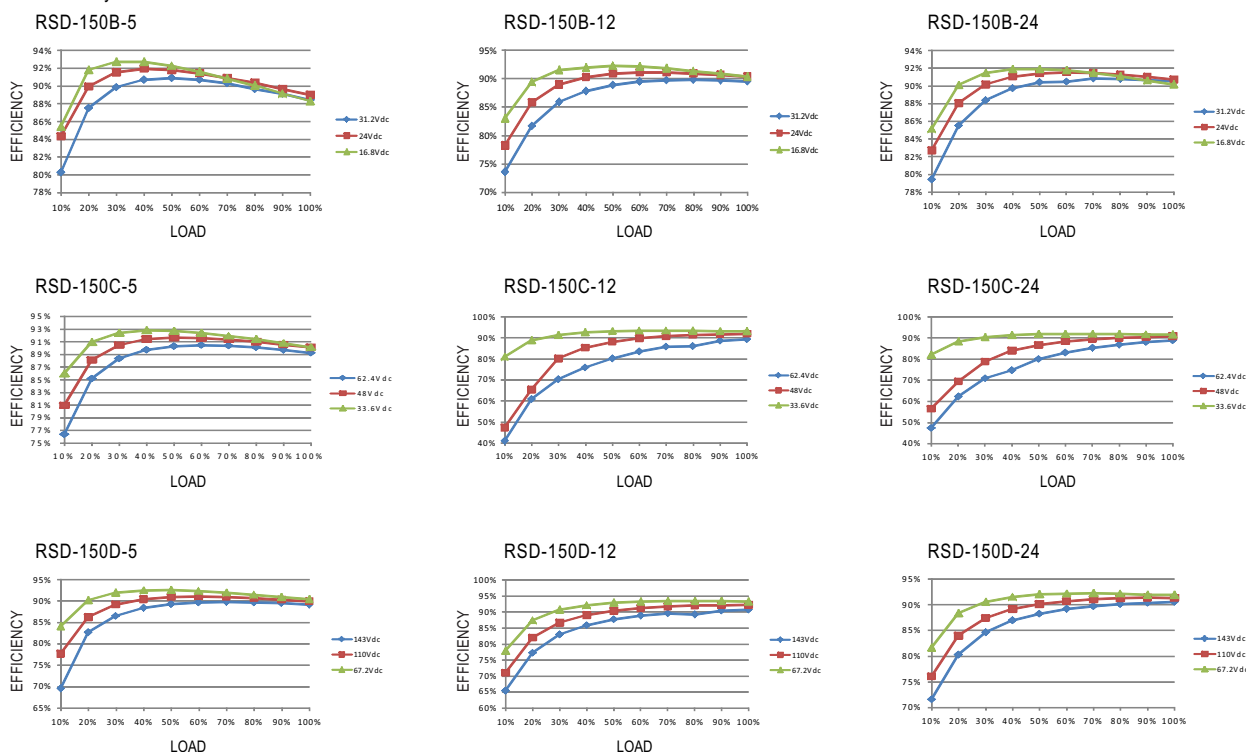 RSD-150B-5
94%
92%
90%
88%
86%
84%
82%
80%
78%
10% 20% 30% 40% 50% 60% 70% 80% 90% 100%
EFFICIENCY
LOAD
31.2Vdc
24Vdc
16.8Vdc
RSD-150B-12
95%
90%
85%
80%
75%
70%
10% 20% 30% 40% 50% 60% 70% 80% 90% 100%
EFFICIENCY
LOAD
31.2Vdc
24Vdc
16.8Vdc
RSD-150B-24
94%
92%
90%
88%
86%
84%
82%
80%
78%
10% 20% 30% 40% 50% 60% 70% 80% 90% 100%
EFFICIENCY
LOAD
31.2Vdc
24Vdc
16.8Vdc
RSD-150C-5
95%
93%
91%
89%
87%
85%
83%
81%
79%
77%
75%
10% 20% 30% 40% 50% 60% 70% 80% 90% 100%
EFFICIENCY
LOAD
62.4Vdc
48Vdc
33.6Vdc
RSD-150C-12
100%
90%
80%
70%
60%
50%
40%
10% 20% 30% 40% 50% 60% 70% 80% 90% 100%
EFFICIENCY
LOAD
62.4Vdc
48Vdc
33.6Vdc
RSD-150C-24
100%
90%
80%
70%
60%
50%
40%
10% 20% 30% 40% 50% 60% 70% 80% 90% 100%
EFFICIENCY
LOAD
62.4Vdc
48Vdc
33.6Vdc
RSD-150D-5
95%
90%
85%
80%
75%
70%
65%
10% 20% 30% 40% 50% 60% 70% 80% 90% 100%
EFFICIENCY
LOAD
143Vdc
110Vdc
67.2Vdc
RSD-150D-12
100%
95%
90%
85%
80%
75%
70%
65%
60%
10% 20% 30% 40% 50% 60% 70% 80% 90% 100%
EFFICIENCY
LOAD
143Vdc
110Vdc
67.2Vdc
RSD-150D-24
95%
90%
85%
80%
75%
70%
10% 20% 30% 40% 50% 60% 70% 80% 90% 100%
EFFICIENCY
LOAD
143Vdc
110Vdc
67.2Vdc